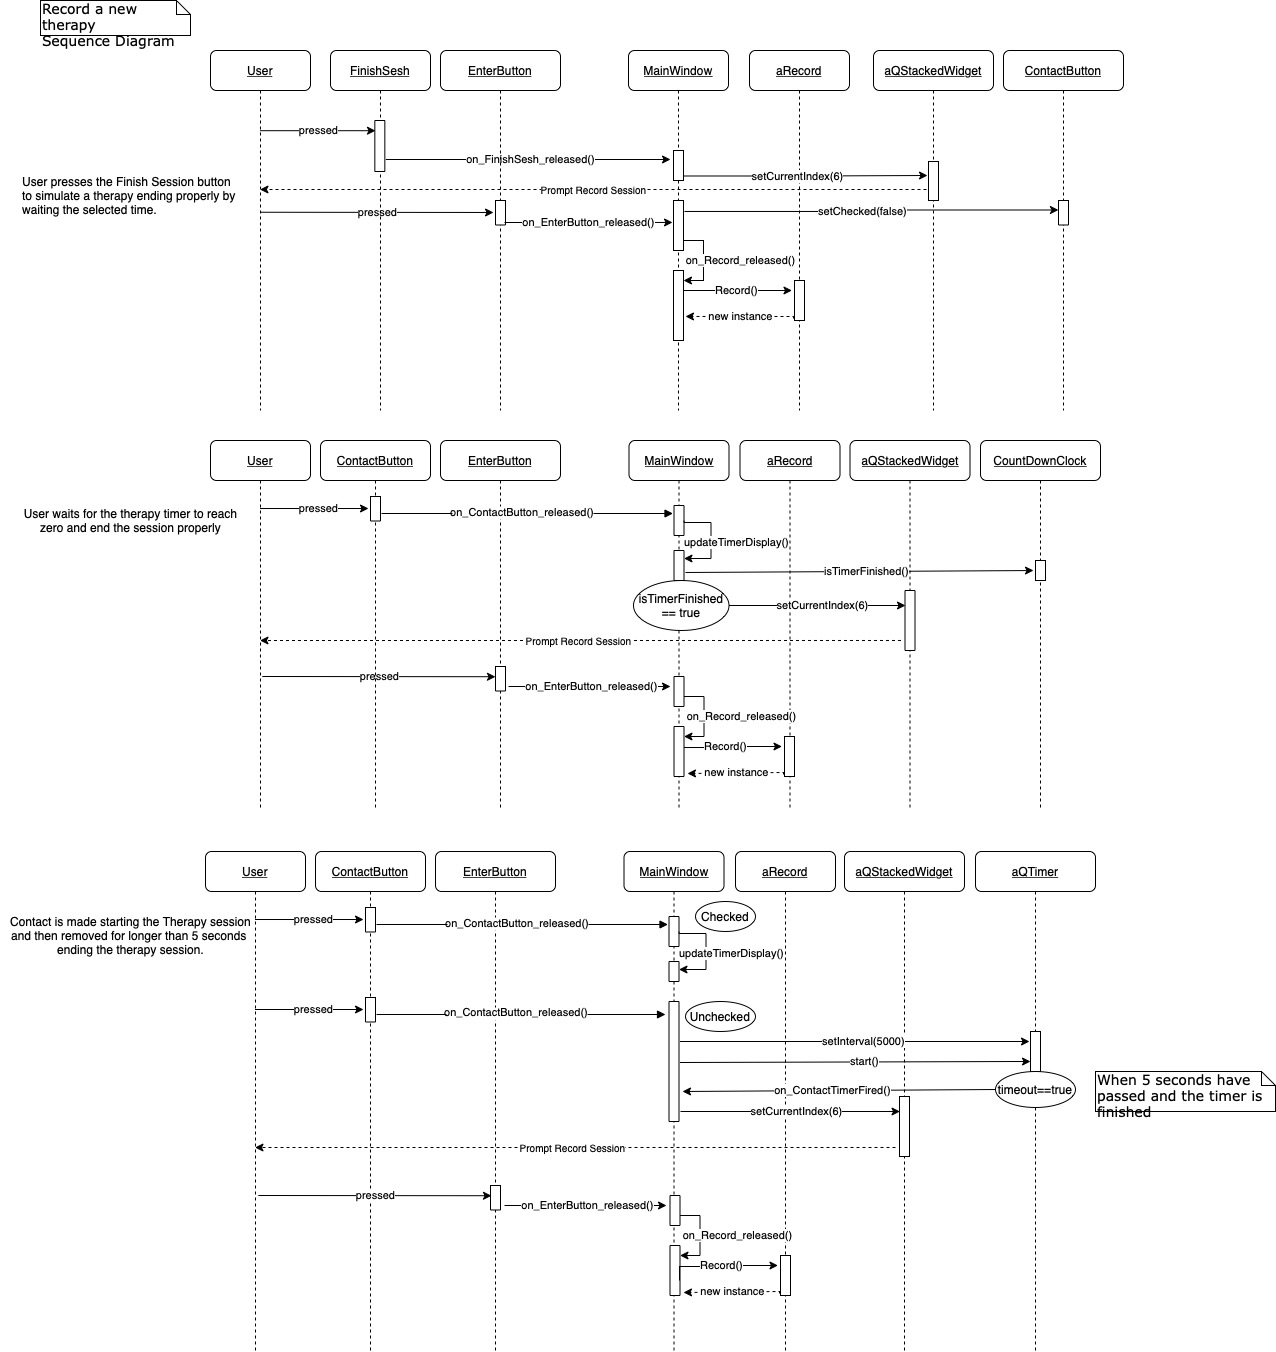 Record a new
therapy
Sequence Diagram
User
FinishSesh
EnterButton
MainWindow
aRecord
aQStackedWidget
ContactButton
pressed
on_FinishSesh_released()
setCurrentIndex(6)
User presses the Finish Session button
to simulate a therapy ending properly by
waiting the selected time.
Prompt Record Session
pressed
setChecked(false)
on_EnterButton_released()
on_Record_released()
Record()
new instance
User
ContactButton
EnterButton
MainWindow
aRecord
aQStackedWidget
CountDownClock
User waits for the therapy timer to reach
zero and end the session properly
pressed
on_ContactButton_released()
updateTimerDisplay()
isTimerFinished()
isTimerFinished
== true
setCurrentIndex(6)
Prompt Record Session
pressed
on_EnterButton_released()
on_Record_released()
Record()
new instance
User
ContactButton
EnterButton
MainWindow
aRecord
aQStackedWidget
aQTimer
Contact is made starting the Therapy session
and then removed for longer than 5 seconds
ending the therapy session.
pressed
on_ContactButton_released()
Checked
updateTimerDisplay()
pressed
on_ContactButton_released()
Unchecked
setInterval(5000)
start()
on_ContactTimerFired()
timeout==true
When 5 seconds have
passed and the timer is
finished
setCurrentIndex(6)
Prompt Record Session
pressed
on_EnterButton_released()
on_Record_released()
Record()
new instance